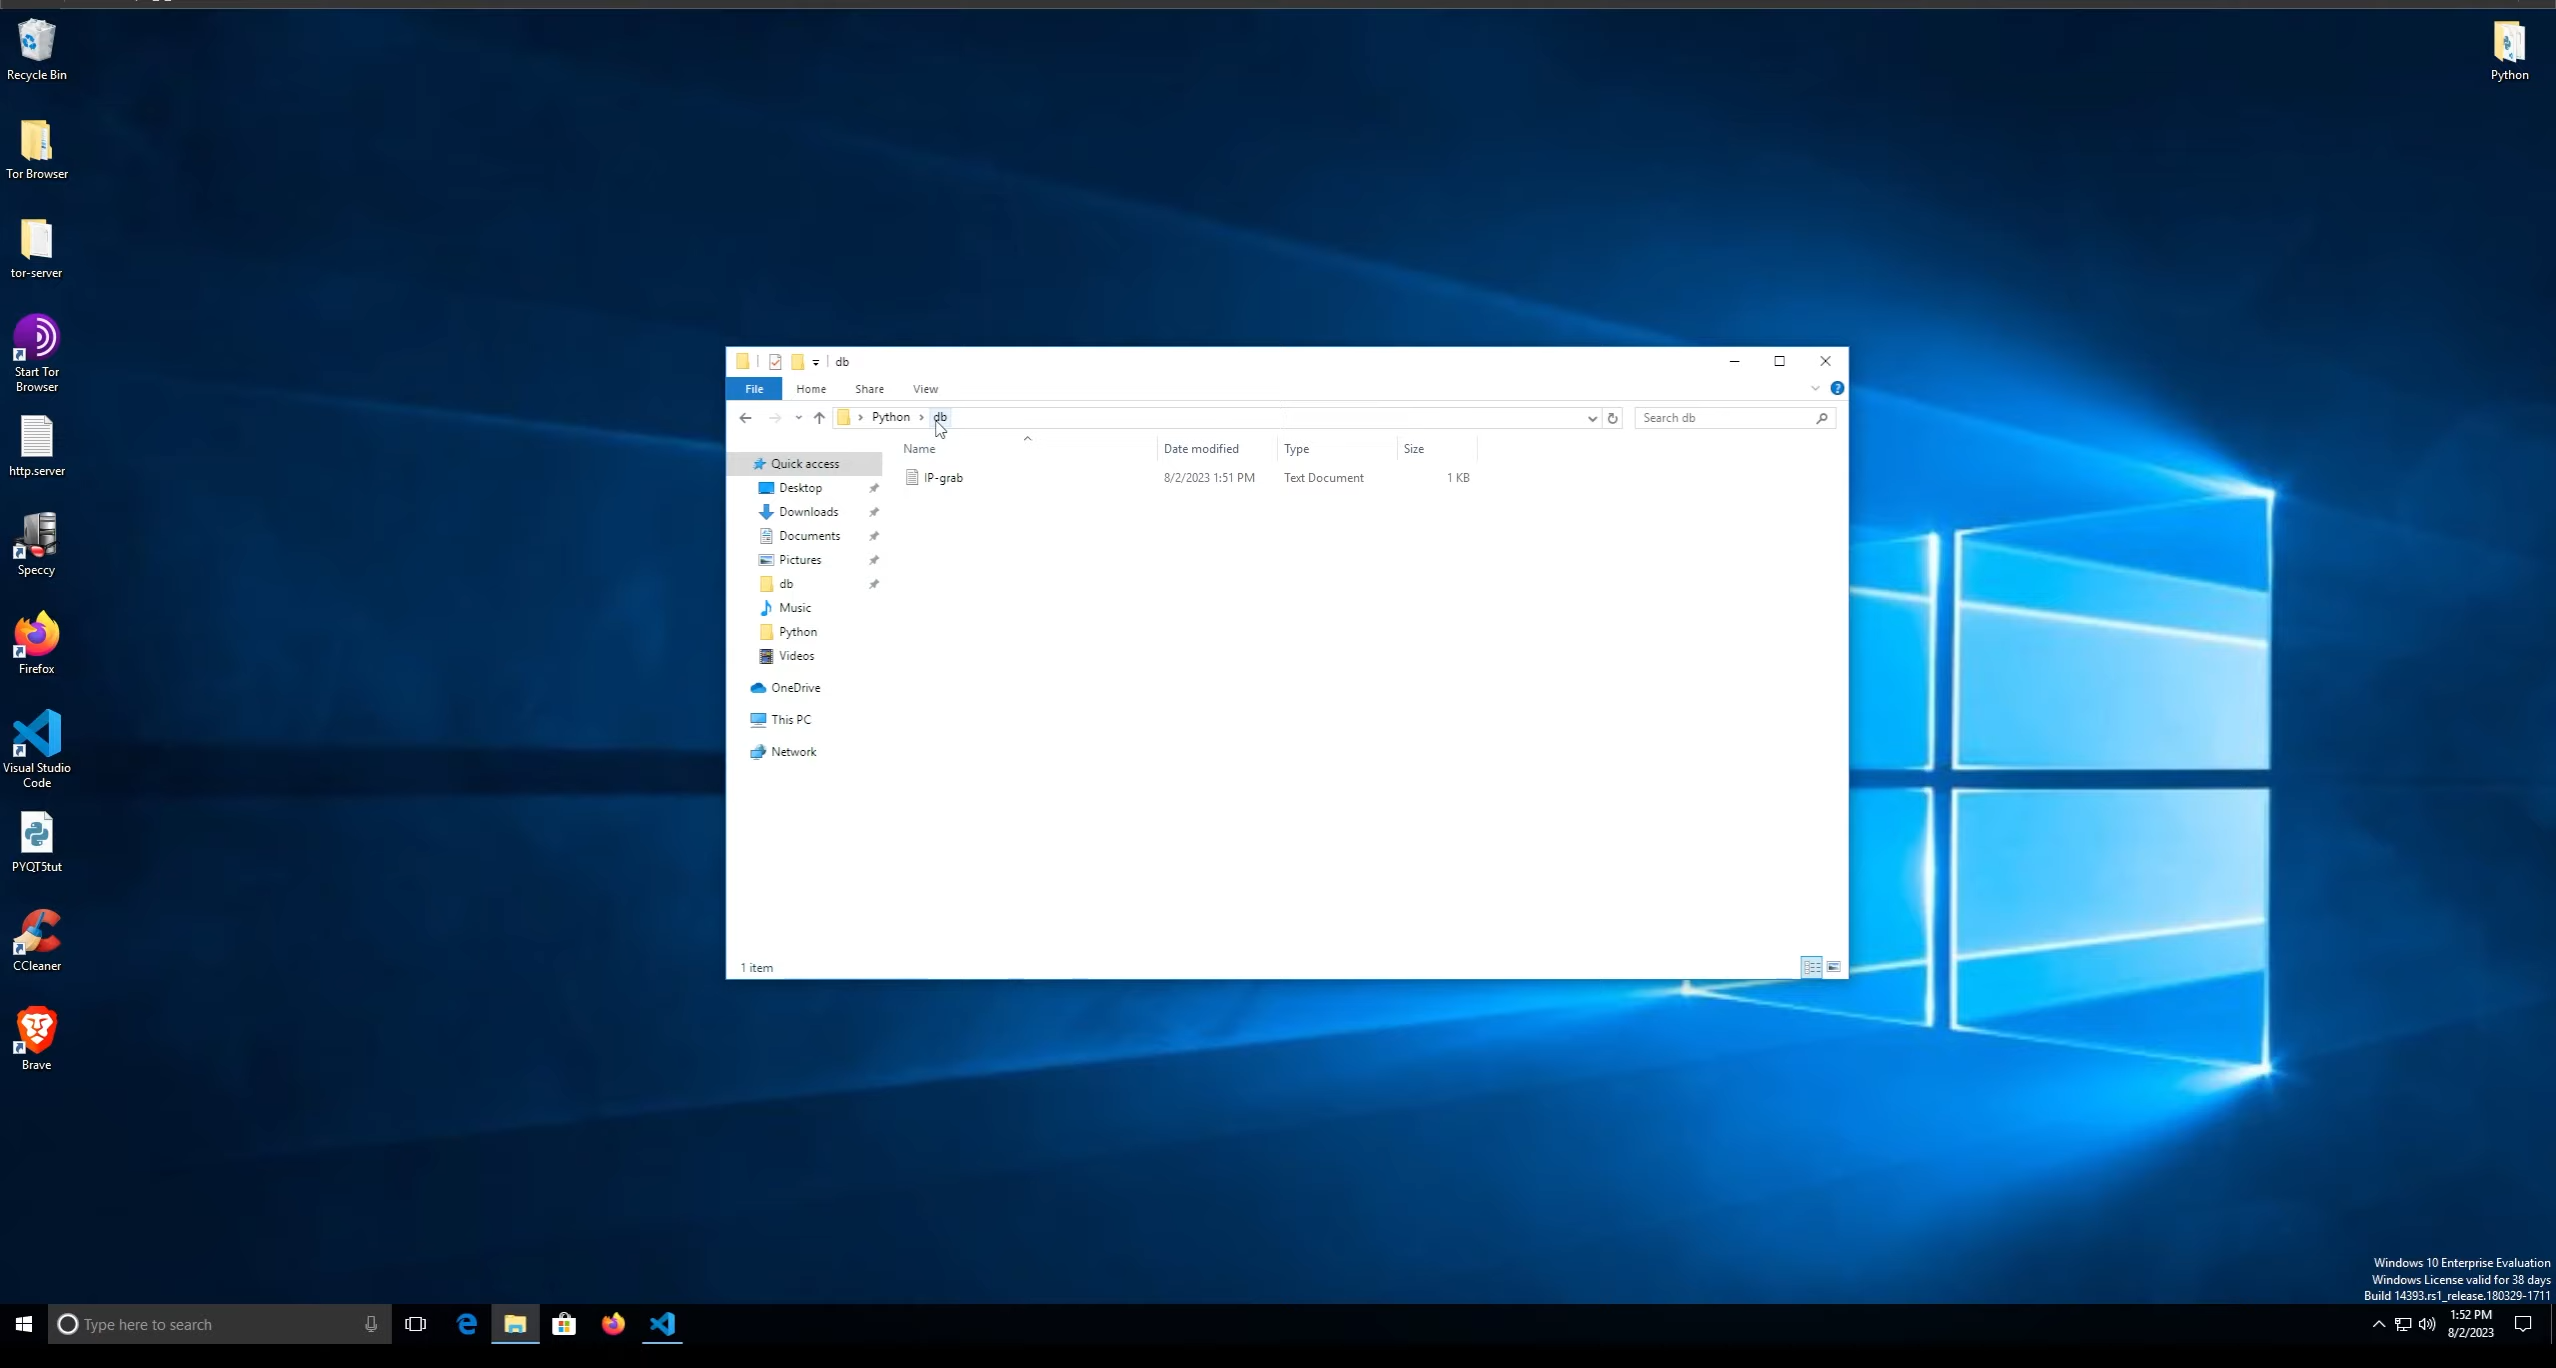 Recycle Bin
Tor Browser
tor-server
Start Tor
Browser
http.server
Speccy
Firefox
Visual Studio
Code
PYQT5tut
CCleaner
Brave
Python
db
File Home Share View
Python > db
Search db
Name Date modified Type Size
IP-grab 8/2/2023 1:51 PM Text Document 1 KB
Quick access
Desktop
Downloads
Documents
Pictures
db
Music
Python
Videos
OneDrive
This PC
Network
1 item
Windows 10 Enterprise Evaluation
Windows License valid for 38 days
Build 14393.rs1_release.180329-1711
Type here to search
1:52 PM
8/2/2023